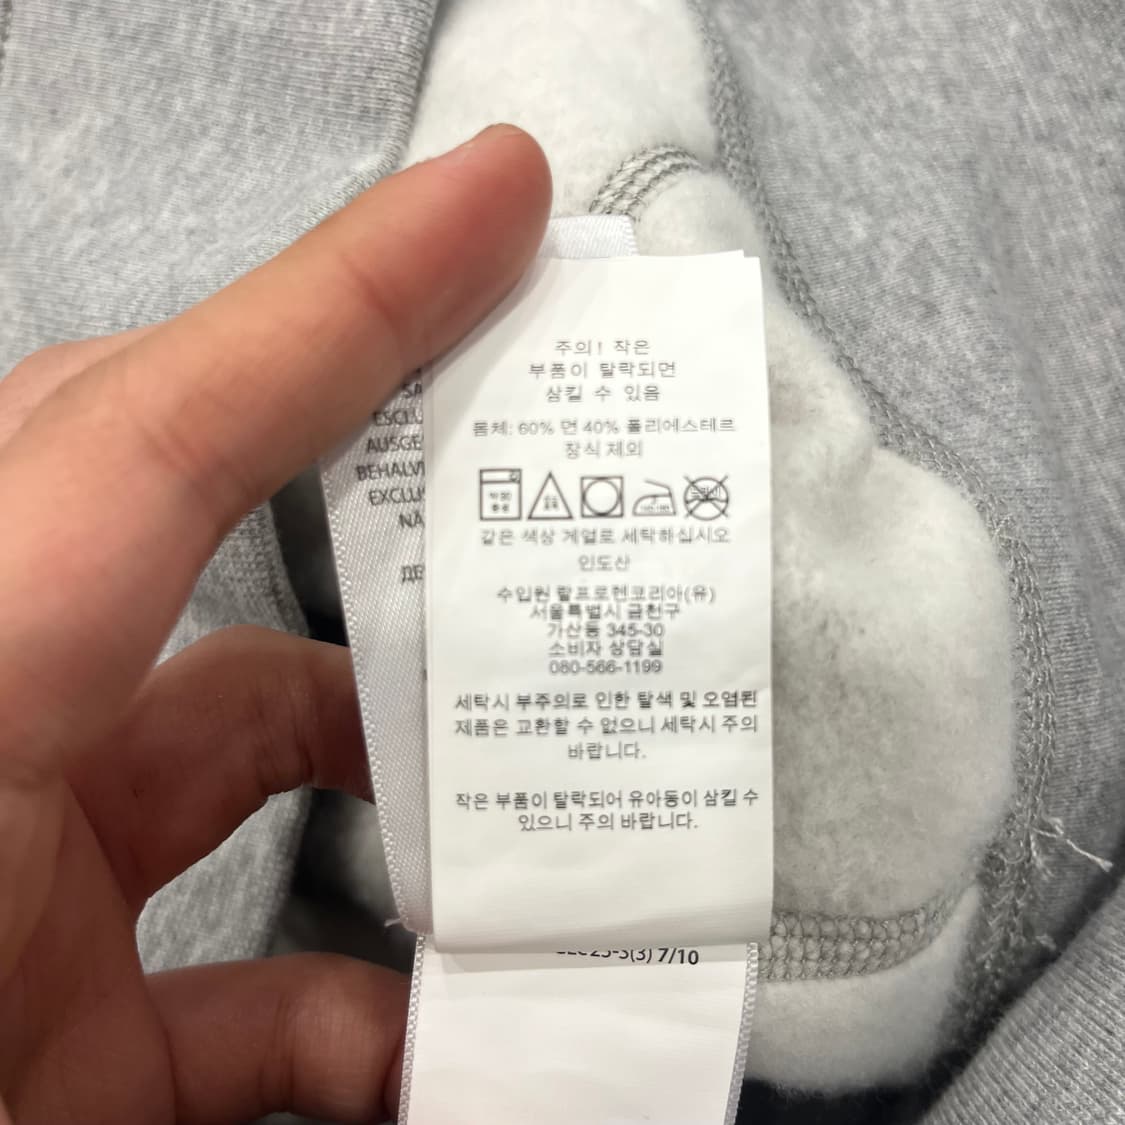 SA
ESCLU
AUSGE
BEHALV
EXCLU
NÅ
ДЕ
주의! 작은
부품이 탈락되면
삼킬 수 있음
몸체: 60% 면 40% 폴리에스테르
장식 제외
같은 색상 계열로 세탁하십시오
인도산
수입원 랄프로렌코리아(유)
서울특별시 금천구
가산동 345-30
소비자 상담실
080-566-1199
세탁시 부주의로 인한 탈색 및 오염된
제품은 교환할 수 없으니 세탁시 주의
바랍니다.
작은 부품이 탈락되어 유아동이 삼킬 수
있으니 주의 바랍니다.
7/10